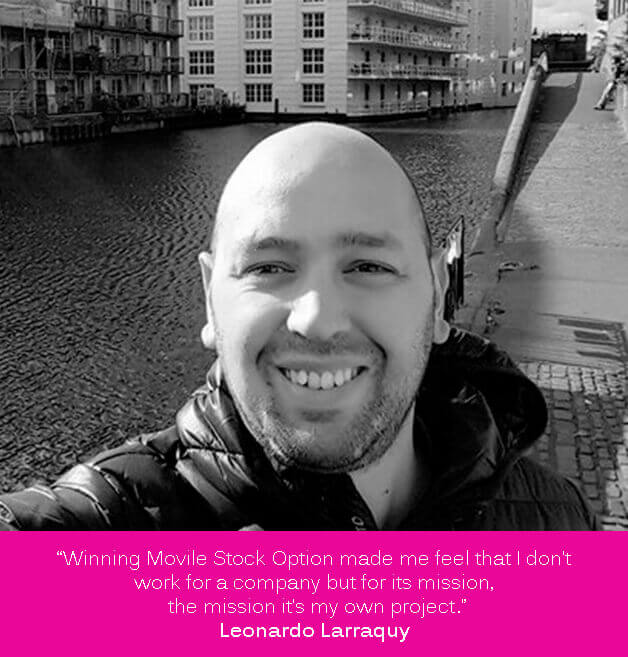 “Winning Movile Stock Option made me feel that I don't
work for a company but for its mission,
the mission it's my own project.”
Leonardo Larraquy